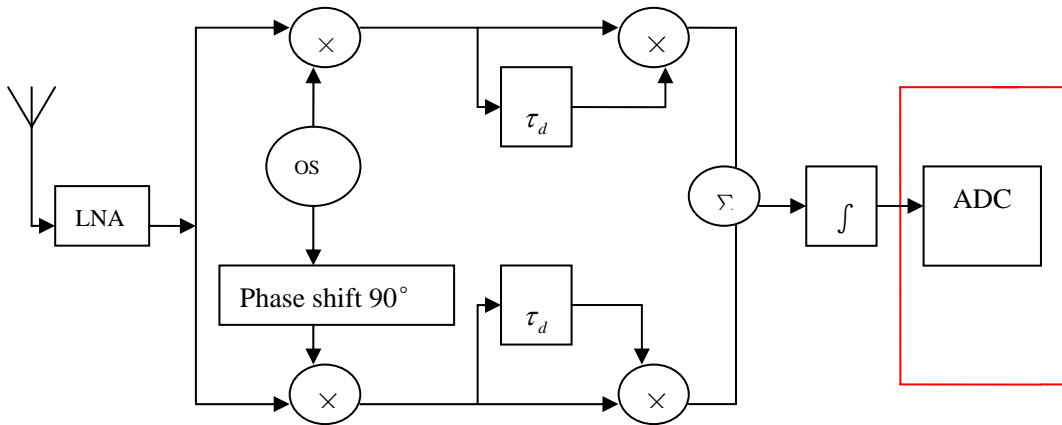 ×
×
τd
OS
ADC
LNA
Σ
∫
Phase shift 90°
τd
×
×